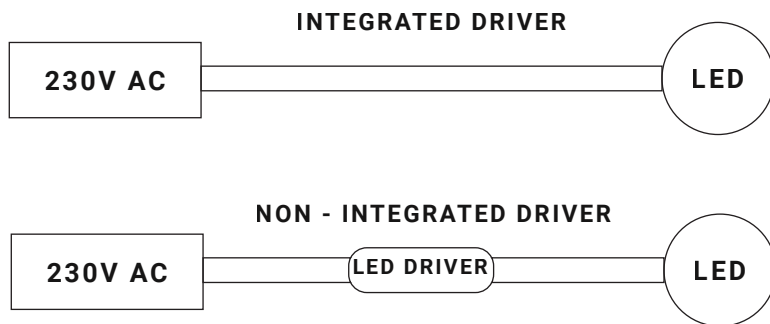 INTEGRATED DRIVER
230V AC
LED
NON - INTEGRATED DRIVER
230V AC
LED DRIVER
LED